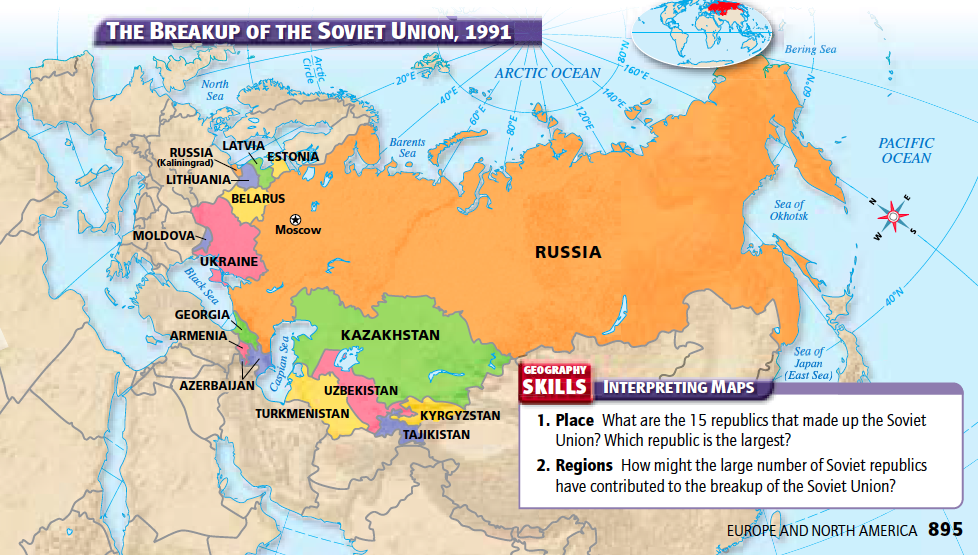 THE BREAKUP OF THE SOVIET UNION, 1991
Bering Sea
ARCTIC OCEAN
Arctic
Circle
20°E
40°E
60°E
80°E
120°E
140°E
160°E
80°N
60°N
North
Sea
Barents
Sea
PACIFIC
OCEAN
LATVIA
RUSSIA
(Kaliningrad)
ESTONIA
LITHUANIA
BELARUS
Moscow
MOLDOVA
UKRAINE
RUSSIA
Sea of
Okhotsk
N
E
W
S
Black Sea
40°N
GEORGIA
ARMENIA
KAZAKHSTAN
Caspian Sea
AZERBAIJAN
UZBEKISTAN
TURKMENISTAN
KYRGYZSTAN
TAJIKISTAN
Sea of
Japan
(East Sea)
GEOGRAPHY
SKILLS
INTERPRETING MAPS
1. Place What are the 15 republics that made up the Soviet
Union? Which republic is the largest?
2. Regions How might the large number of Soviet republics
have contributed to the breakup of the Soviet Union?
EUROPE AND NORTH AMERICA 895